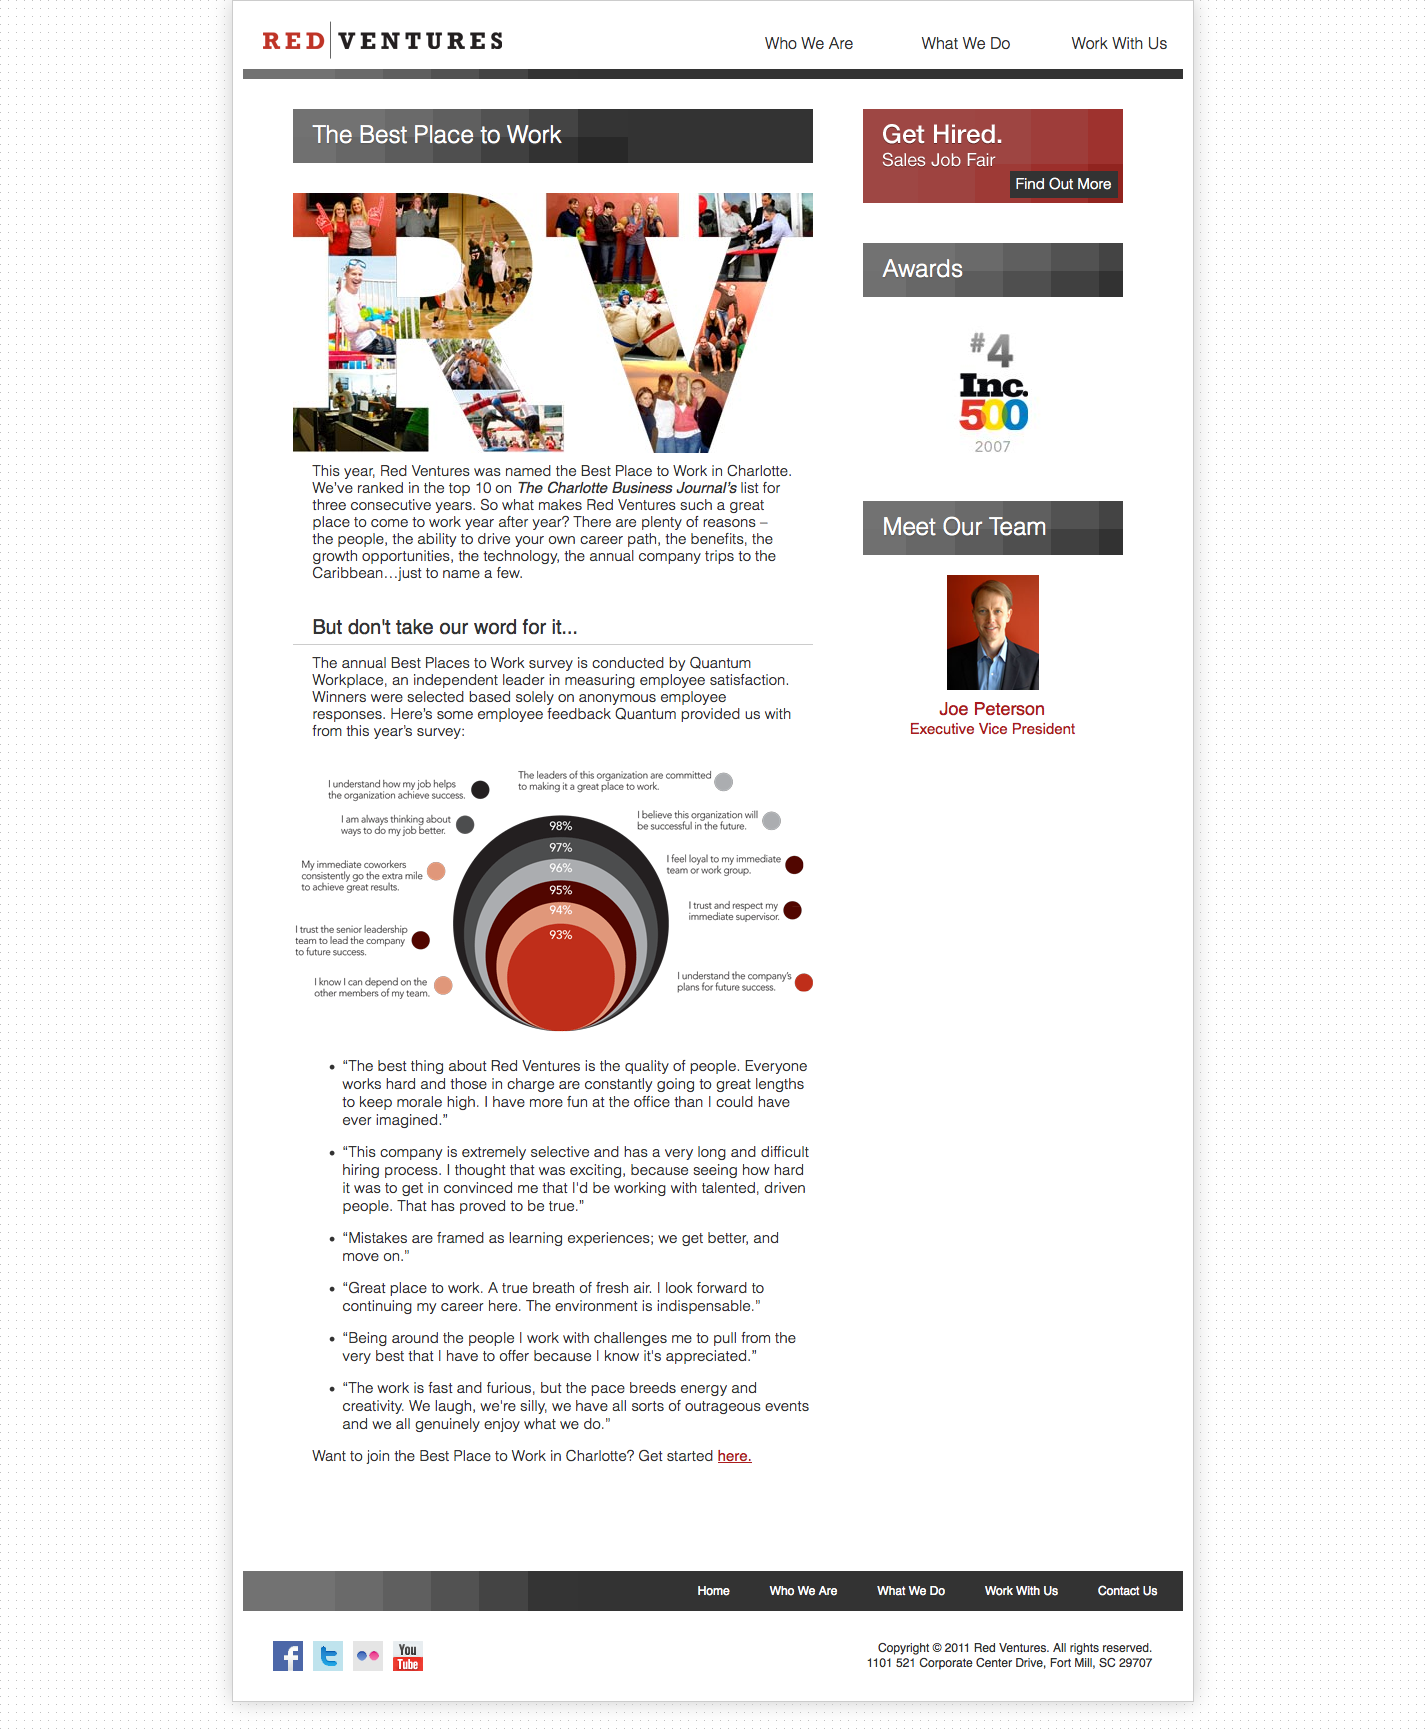 RED VENTURES
Who We Are
What We Do
Work With Us
The Best Place to Work
RV
This year, Red Ventures was named the Best Place to Work in Charlotte.
We've ranked in the top 10 on The Charlotte Business Journal's list for
three consecutive years. So what makes Red Ventures such a great
place to come to work year after year? There are plenty of reasons –
the people, the ability to drive your own career path, the benefits, the
growth opportunities, the technology, the annual company trips to the
Caribbean…just to name a few.
But don't take our word for it...
The annual Best Places to Work survey is conducted by Quantum
Workplace, an independent leader in measuring employee satisfaction.
Winners were selected based solely on anonymous employee
responses. Here's some employee feedback Quantum provided us with
from this year's survey:
I understand how my job helps
the organization achieve success.
I am always thinking about
ways to do my job better.
My immediate coworkers
consistently go the extra mile
to achieve great results.
I trust the senior leadership
team to lead the company
to future success.
I know I can depend on the
other members of my team.
98%
97%
96%
95%
94%
93%
The leaders of this organization are committed
to making it a great place to work.
I believe this organization will
be successful in the future.
I feel loyal to my immediate
team or work group.
I trust and respect my
immediate supervisor.
I understand the company's
plans for future success.
• “The best thing about Red Ventures is the quality of people. Everyone
works hard and those in charge are constantly going to great lengths
to keep morale high. I have more fun at the office than I could have
ever imagined.”
• “This company is extremely selective and has a very long and difficult
hiring process. I thought that was exciting, because seeing how hard
it was to get in convinced me that I'd be working with talented, driven
people. That has proved to be true.”
• “Mistakes are framed as learning experiences; we get better, and
move on.”
• “Great place to work. A true breath of fresh air. I look forward to
continuing my career here. The environment is indispensable.”
• “Being around the people I work with challenges me to pull from the
very best that I have to offer because I know it's appreciated.”
• “The work is fast and furious, but the pace breeds energy and
creativity. We laugh, we're silly, we have all sorts of outrageous events
and we all genuinely enjoy what we do.”
Want to join the Best Place to Work in Charlotte? Get started here.
Get Hired.
Sales Job Fair
Find Out More
Awards
#4
Inc.
500
2007
Meet Our Team
Joe Peterson
Executive Vice President
Home
Who We Are
What We Do
Work With Us
Contact Us
f
t
You
Tube
Copyright © 2011 Red Ventures. All rights reserved.
1101 521 Corporate Center Drive, Fort Mill, SC 29707